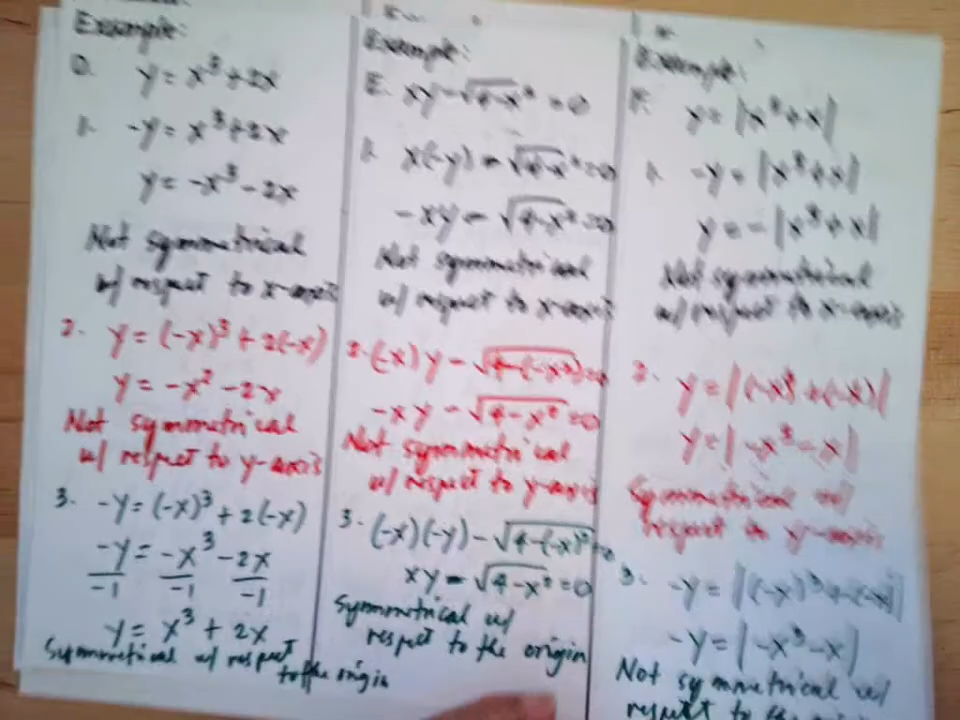 Example:
D. y = x³ + 2x
1. -y = x³ + 2x
y = -x³ - 2x
Not symmetrical
w/ respect to x-axis
2. y = (-x)³ + 2(-x)
y = -x³ - 2x
Not symmetrical
w/ respect to y-axis
3. -y = (-x)³ + 2(-x)
-y = -x³ - 2x
-1 -1 -1
y = x³ + 2x
Symmetrical w/ respect
to the origin
Example:
E. xy - √4-x² = 0
1. x(-y) - √4-x² = 0
-xy - √4-x² = 0
Not symmetrical
w/ respect to x-axis
2. (-x)y - √4-(-x)² = 0
-xy - √4-x² = 0
Not symmetrical
w/ respect to y-axis
3. (-x)(-y) - √4-(-x)² = 0
xy - √4-x² = 0
Symmetrical w/
respect to the origin
Example:
F. y = |x³ + x|
1. -y = |x³ + x|
y = -|x³ + x|
Not symmetrical
w/ respect to x-axis
2. y = |(-x)³ + (-x)|
y = |-x³ - x|
Symmetrical w/
respect to y-axis
3. -y = |(-x)³ + (-x)|
-y = |-x³ - x|
Not symmetrical w/
respect to the